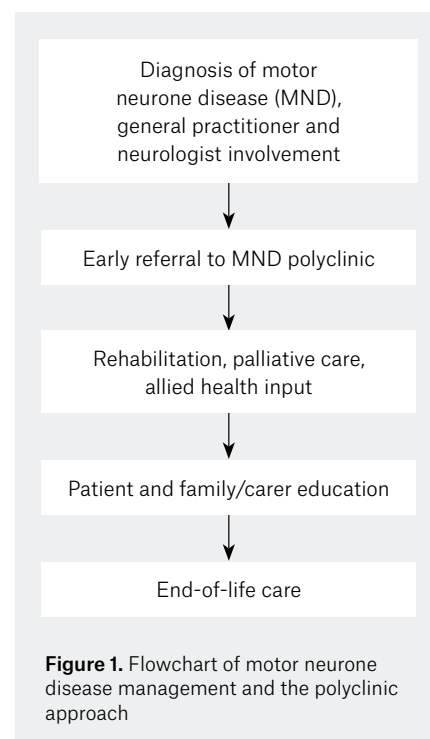 Diagnosis of motor
neurone disease (MND),
general practitioner and
neurologist involvement
Early referral to MND polyclinic
Rehabilitation, palliative care,
allied health input
Patient and family/carer education
End-of-life care
Figure 1. Flowchart of motor neurone
disease management and the polyclinic
approach